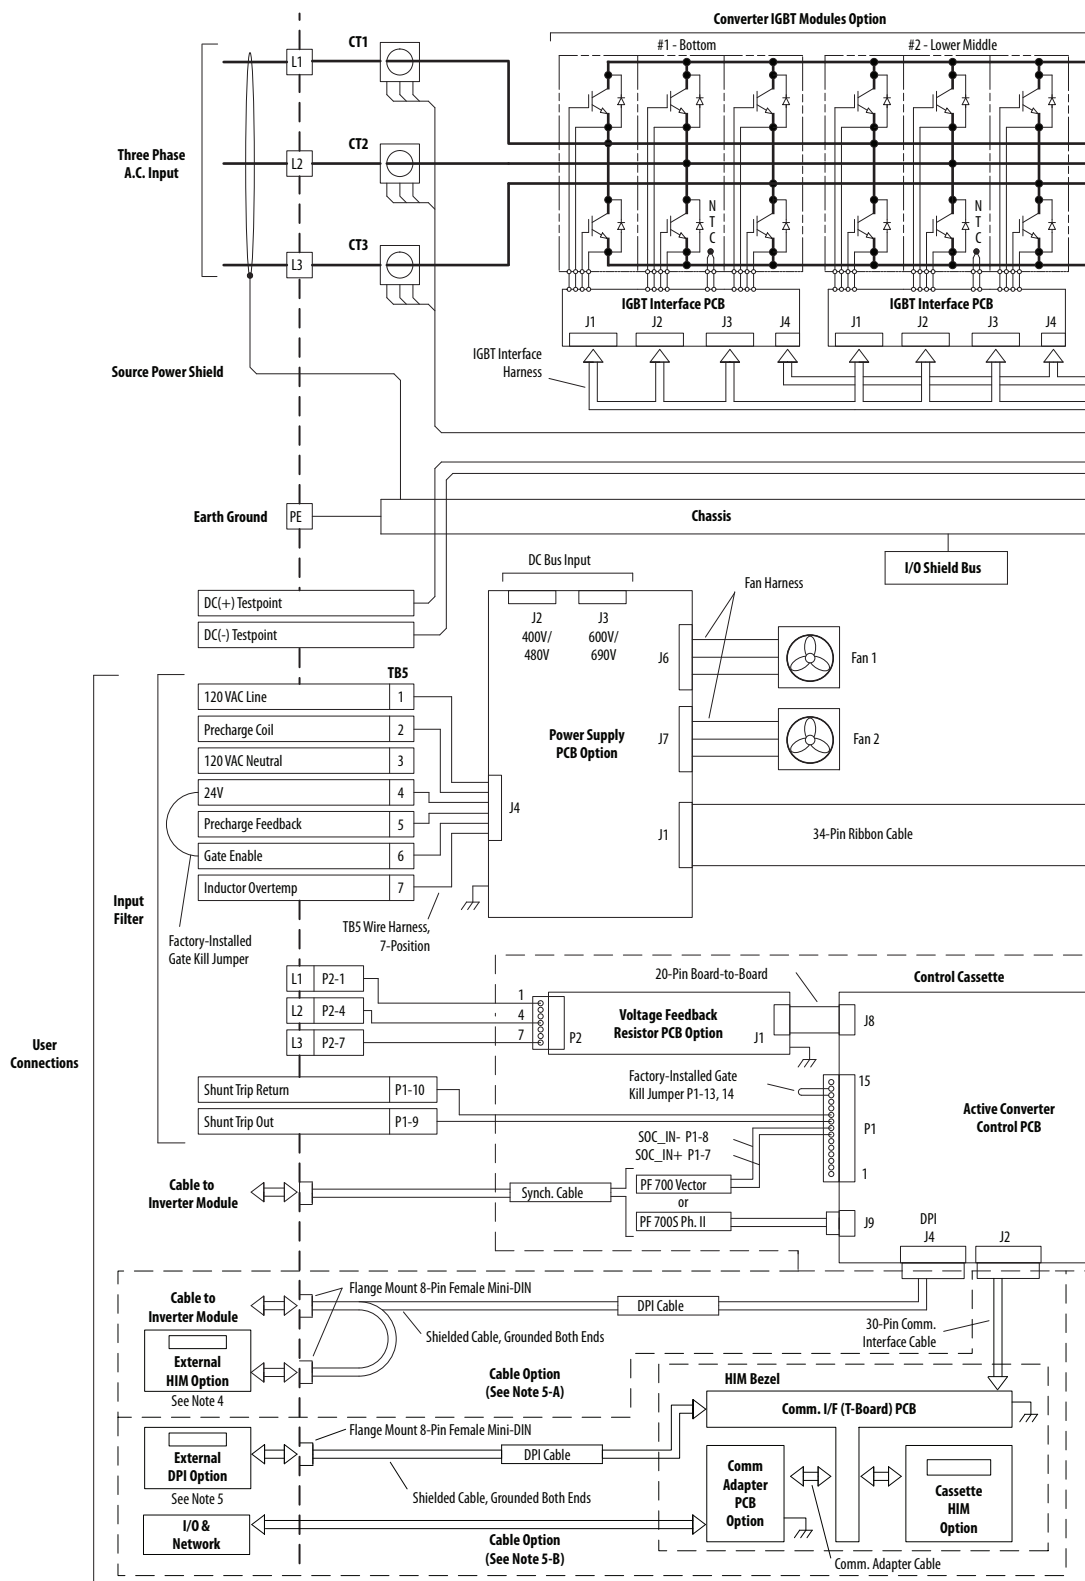 Converter IGBT Modules Option
#1 - Bottom
#2 - Lower Middle
CT1
L1
CT2
L2
Three Phase
A.C. Input
CT3
L3
N
T
C
N
T
C
IGBT Interface PCB
J1
J2
J3
J4
IGBT Interface PCB
J1
J2
J3
J4
IGBT Interface
Harness
Source Power Shield
Earth Ground
PE
Chassis
I/O Shield Bus
DC Bus Input
Fan Harness
DC(+) Testpoint
DC(-) Testpoint
J2
400V/
480V
J3
600V/
690V
J6
Fan 1
TB5
120 VAC Line
1
Precharge Coil
2
120 VAC Neutral
3
24V
4
Precharge Feedback
5
Gate Enable
6
Inductor Overtemp
7
J4
Power Supply
PCB Option
J7
Fan 2
J1
34-Pin Ribbon Cable
Input
Filter
Factory-Installed
Gate Kill Jumper
TB5 Wire Harness,
7-Position
20-Pin Board-to-Board
Control Cassette
L1
P2-1
L2
P2-4
L3
P2-7
1
4
7
P2
Voltage Feedback
Resistor PCB Option
J1
J8
User
Connections
Shunt Trip Return
P1-10
Shunt Trip Out
P1-9
Factory-Installed Gate
Kill Jumper P1-13, 14
15
P1
1
Active Converter
Control PCB
SOC_IN- P1-8
SOC_IN+ P1-7
Cable to
Inverter Module
Synch. Cable
PF 700 Vector
or
PF 700S Ph. II
J9
DPI
J4
J2
Flange Mount 8-Pin Female Mini-DIN
Cable to
Inverter Module
DPI Cable
Shielded Cable, Grounded Both Ends
30-Pin Comm.
Interface Cable
External
HIM Option
See Note 4
Cable Option
(See Note 5-A)
HIM Bezel
Comm. I/F (T-Board) PCB
Flange Mount 8-Pin Female Mini-DIN
External
DPI Option
See Note 5
DPI Cable
Shielded Cable, Grounded Both Ends
Comm
Adapter
PCB
Option
Cassette
HIM
Option
I/O &
Network
Cable Option
(See Note 5-B)
Comm. Adapter Cable